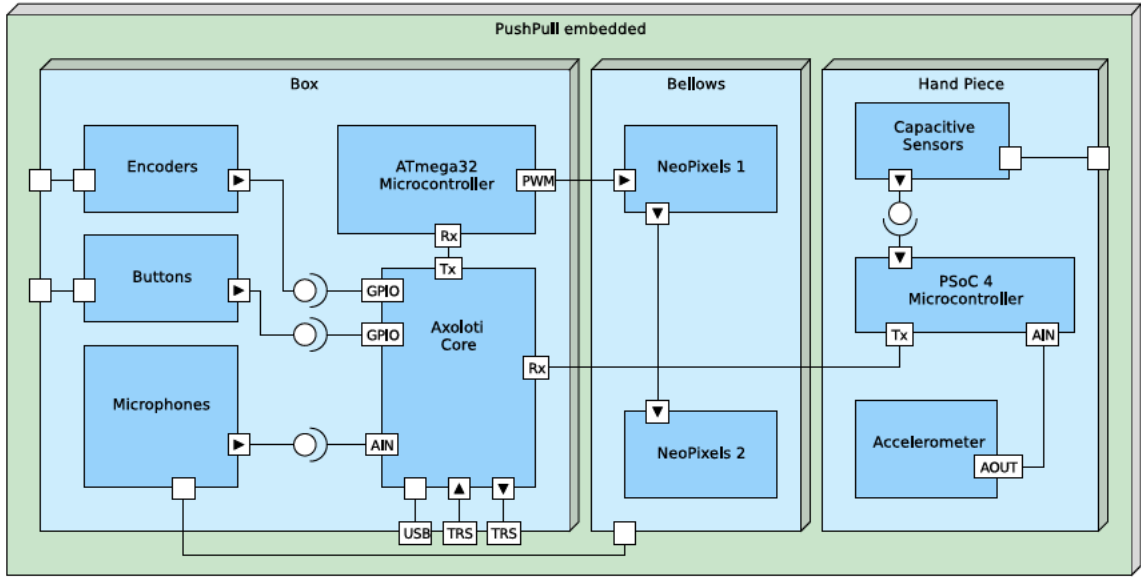 PushPull embedded
Box
Bellows
Hand Piece
Encoders
ATmega32
Microcontroller
PWM
Rx
NeoPixels 1
Capacitive
Sensors
Buttons
Tx
GPIO
GPIO
Axoloti
Core
Rx
PSoC 4
Microcontroller
Tx
AIN
Microphones
AIN
USB
TRS
TRS
NeoPixels 2
Accelerometer
AOUT